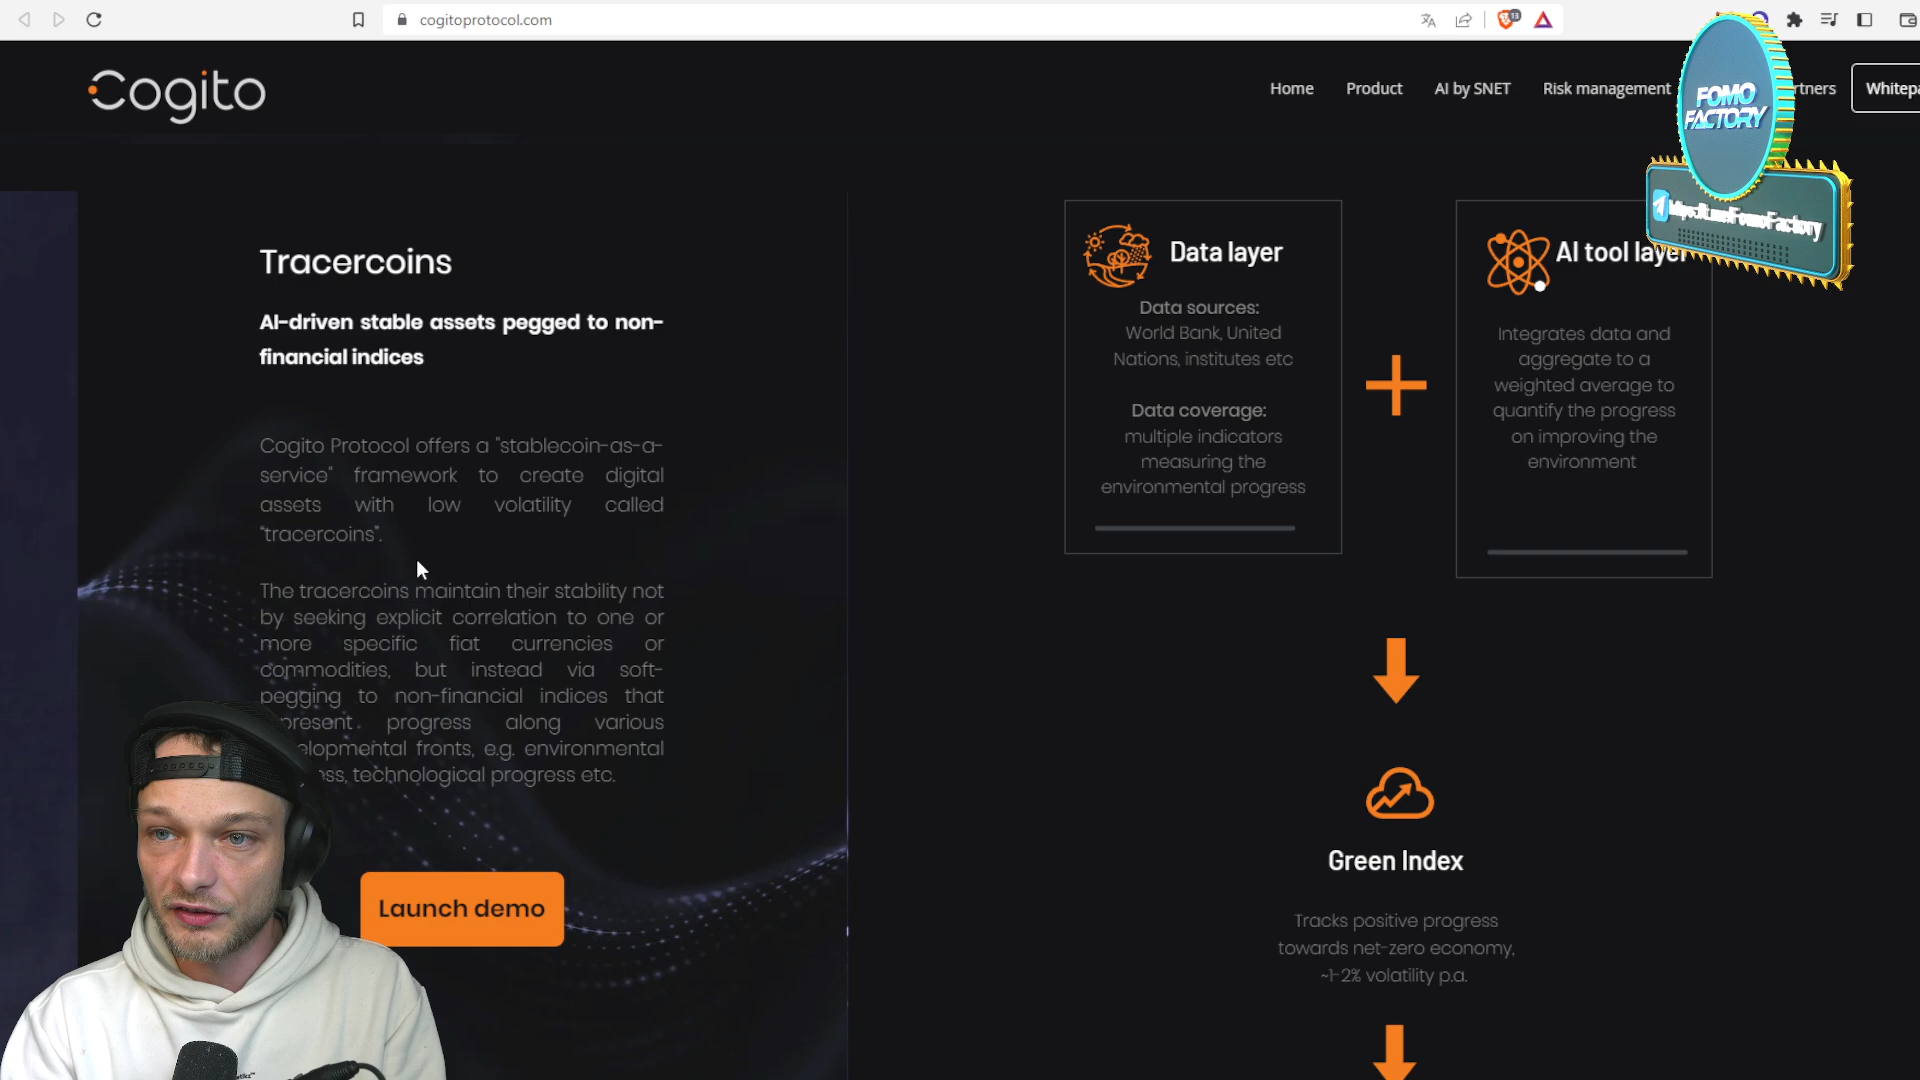 cogitoprotocol.com
13
Cogito
Home
Product
AI by SNET
Risk management
rtners
Whitepa
FOMO
FACTORY
Tracercoins
AI-driven stable assets pegged to non-
financial indices
Cogito Protocol offers a "stablecoin-as-a-
service" framework to create digital
assets with low volatility called
"tracercoins".
The tracercoins maintain their stability not
by seeking explicit correlation to one or
more specific fiat currencies or
commodities, but instead via soft-
pegging to non-financial indices that
present progress along various
elopmental fronts, e.g. environmental
ss, technological progress etc.
Launch demo
Data layer
Data sources:
World Bank, United
Nations, institutes etc
Data coverage:
multiple indicators
measuring the
environmental progress
AI tool layer
Integrates data and
aggregate to a
weighted average to
quantify the progress
on improving the
environment
Green Index
Tracks positive progress
towards net-zero economy,
~1-2% volatility p.a.